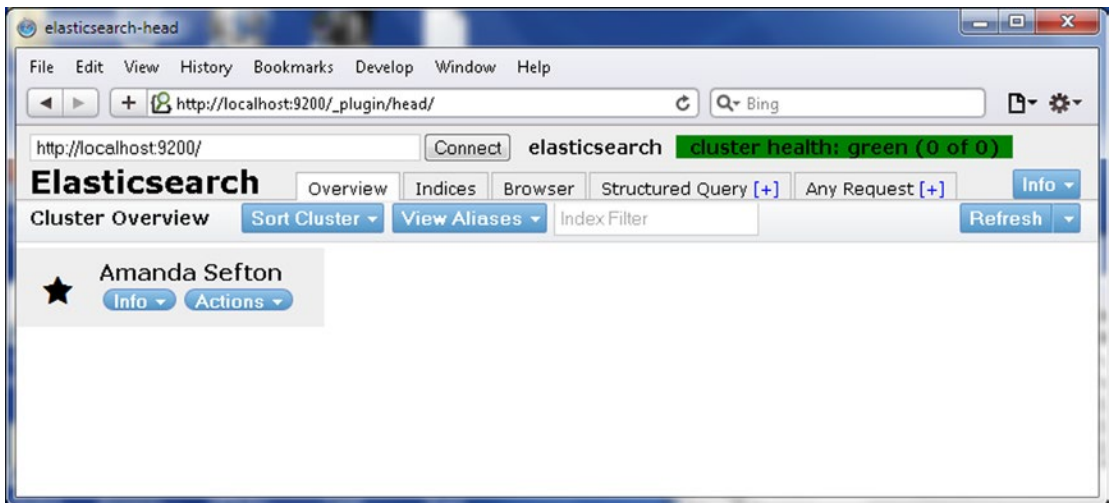 elasticsearch-head
File Edit View History Bookmarks Develop Window Help
http://localhost:9200/_plugin/head/ Bing
http://localhost:9200/ Connect elasticsearch cluster health: green (0 of 0)
Elasticsearch Overview Indices Browser Structured Query [+] Any Request [+] Info
Cluster Overview Sort Cluster View Aliases Index Filter Refresh
Amanda Sefton
Info Actions